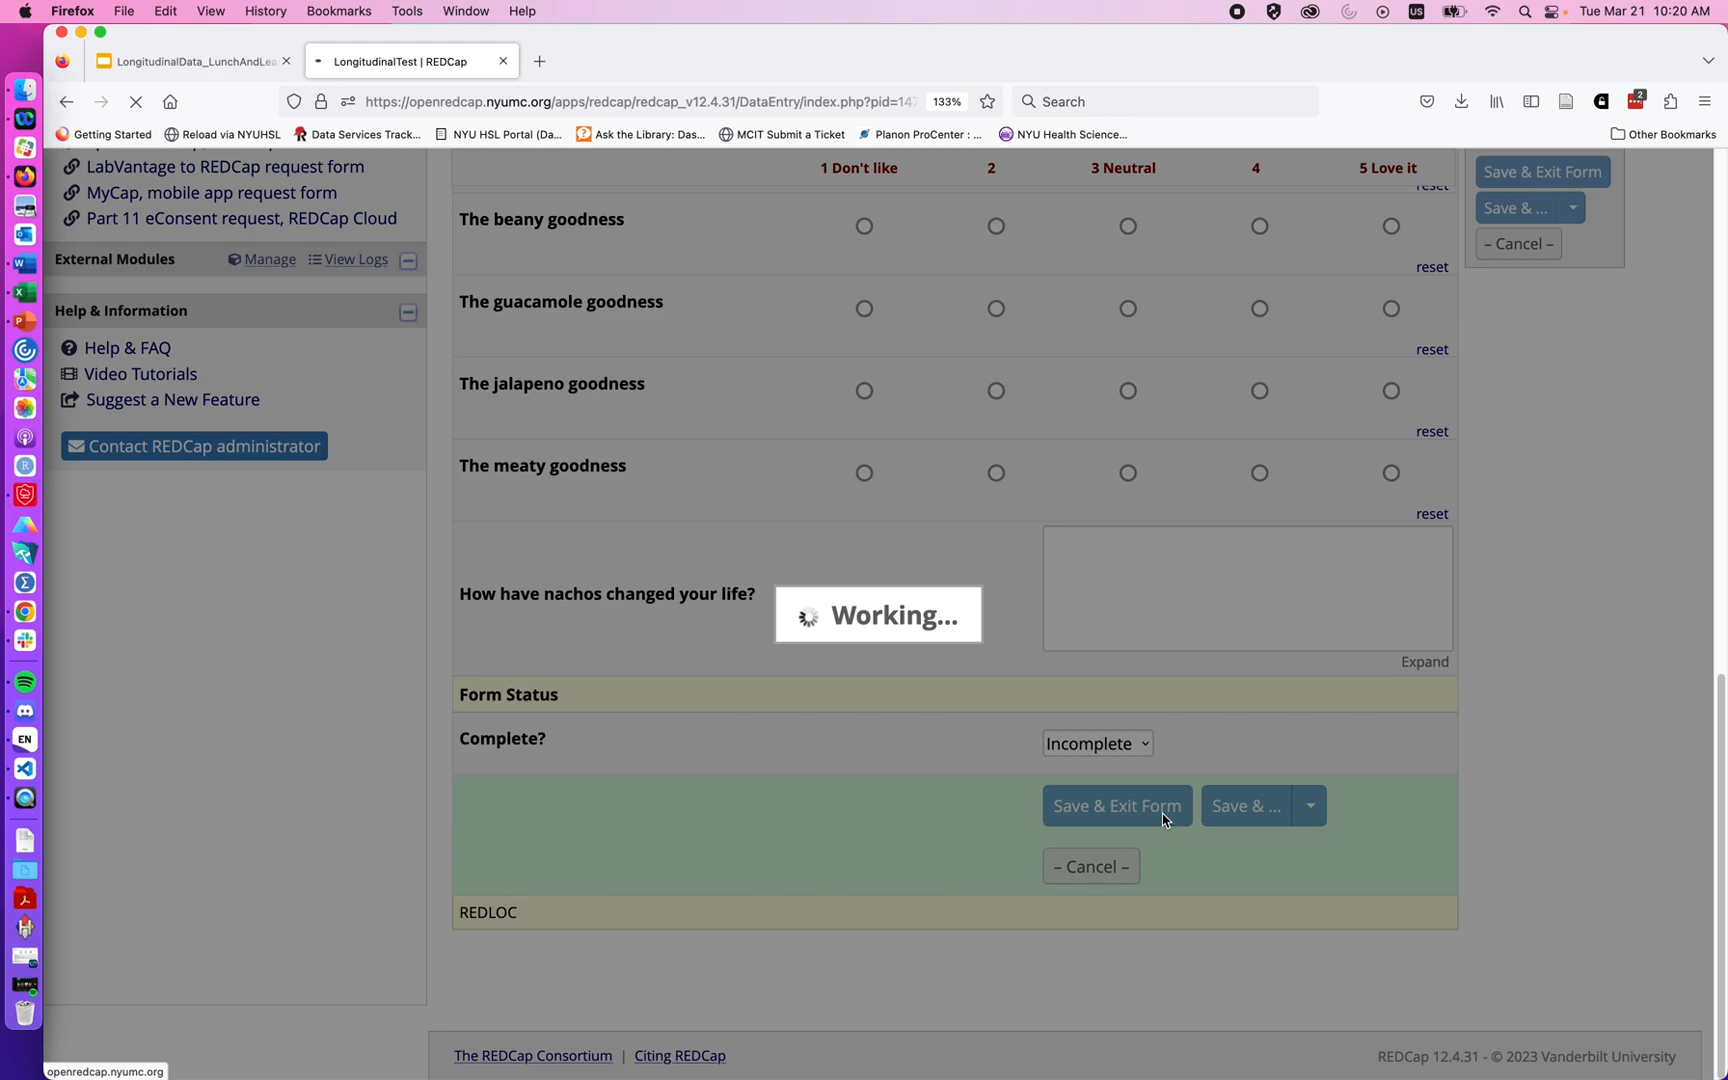 Firefox File Edit View History Bookmarks Tools Window Help
US
Tue Mar 21 10:20 AM
LongitudinalData_LunchAndLea
LongitudinalTest | REDCap
https://openredcap.nyumc.org/apps/redcap/redcap_v12.4.31/DataEntry/index.php?pid=147
133%
Search
2
Getting Started
Reload via NYUHSL
Data Services Track...
NYU HSL Portal (Da...
Ask the Library: Das...
MCIT Submit a Ticket
Planon ProCenter : ...
NYU Health Science...
Other Bookmarks
LabVantage to REDCap request form
MyCap, mobile app request form
Part 11 eConsent request, REDCap Cloud
External Modules
Manage
View Logs
Help & Information
Help & FAQ
Video Tutorials
Suggest a New Feature
Contact REDCap administrator
1 Don't like 2 3 Neutral 4 5 Love it
reset
The beany goodness
reset
The guacamole goodness
reset
The jalapeno goodness
reset
The meaty goodness
reset
How have nachos changed your life?
Expand
Working...
Form Status
Complete?
Incomplete
Save & Exit Form
Save & ...
– Cancel –
REDLOC
Save & Exit Form
Save & ...
– Cancel –
The REDCap Consortium | Citing REDCap
REDCap 12.4.31 - © 2023 Vanderbilt University
openredcap.nyumc.org
EN